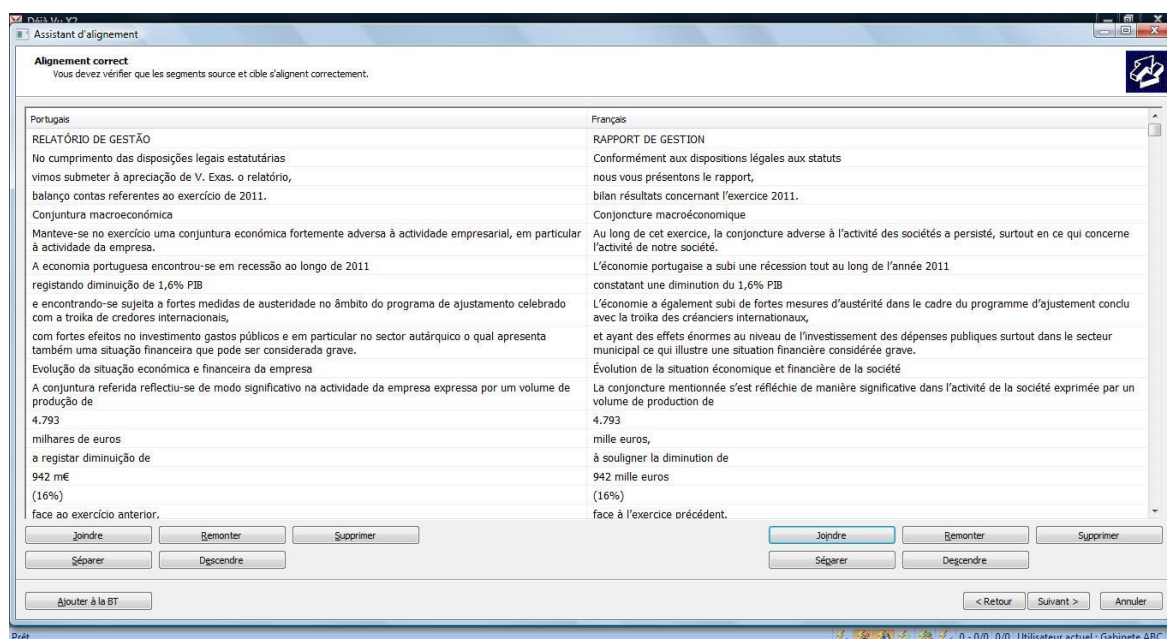 Déjà Vu X2
Assistant d'alignement
Alignement correct
Vous devez vérifier que les segments source et cible s'alignent correctement.
Portugais Français
RELATÓRIO DE GESTÃO RAPPORT DE GESTION
No cumprimento das disposições legais estatutárias Conformément aux dispositions légales aux statuts
vimos submeter à apreciação de V. Exas. o relatório, nous vous présentons le rapport,
balanço contas referentes ao exercício de 2011. bilan résultats concernant l'exercice 2011.
Conjuntura macroeconómica Conjoncture macroéconomique
Manteve-se no exercício uma conjuntura económica fortemente adversa à actividade empresarial, em particular Au long de cet exercice, la conjoncture adverse à l'activité des sociétés a persisté, surtout en ce qui concerne
à actividade da empresa. l'activité de notre société.
A economia portuguesa encontrou-se em recessão ao longo de 2011 L'économie portugaise a subi une récession tout au long de l'année 2011
registando diminuição de 1,6% PIB constatant une diminution du 1,6% PIB
e encontrando-se sujeita a fortes medidas de austeridade no âmbito do programa de ajustamento celebrado L'économie a également subi de fortes mesures d'austérité dans le cadre du programme d'ajustement conclu
com a troika de credores internacionais, avec la troïka des créanciers internationaux,
com fortes efeitos no investimento gastos públicos e em particular no sector autárquico o qual apresenta et ayant des effets énormes au niveau de l'investissement des dépenses publiques surtout dans le secteur
também uma situação financeira que pode ser considerada grave. municipal ce qui illustre une situation financière considérée grave.
Evolução da situação económica e financeira da empresa Évolution de la situation économique et financière de la société
A conjuntura referida reflectiu-se de modo significativo na actividade da empresa expressa por um volume de La conjoncture mentionnée s'est réfléchie de manière significative dans l'activité de la société exprimée par un
produção de volume de production de
4.793 4.793
milhares de euros mille euros,
a registar diminuição de à souligner la diminution de
942 m€ 942 mille euros
(16%) (16%)
face ao exercício anterior. face à l'exercice précédent.
Joindre Remonter Supprimer Joindre Remonter Supprimer
Séparer Descendre Séparer Descendre
Ajouter à la BT < Retour Suivant > Annuler
Prêt 0 - 0/0 0/0 Utilisateur actuel : Gabinete ABC